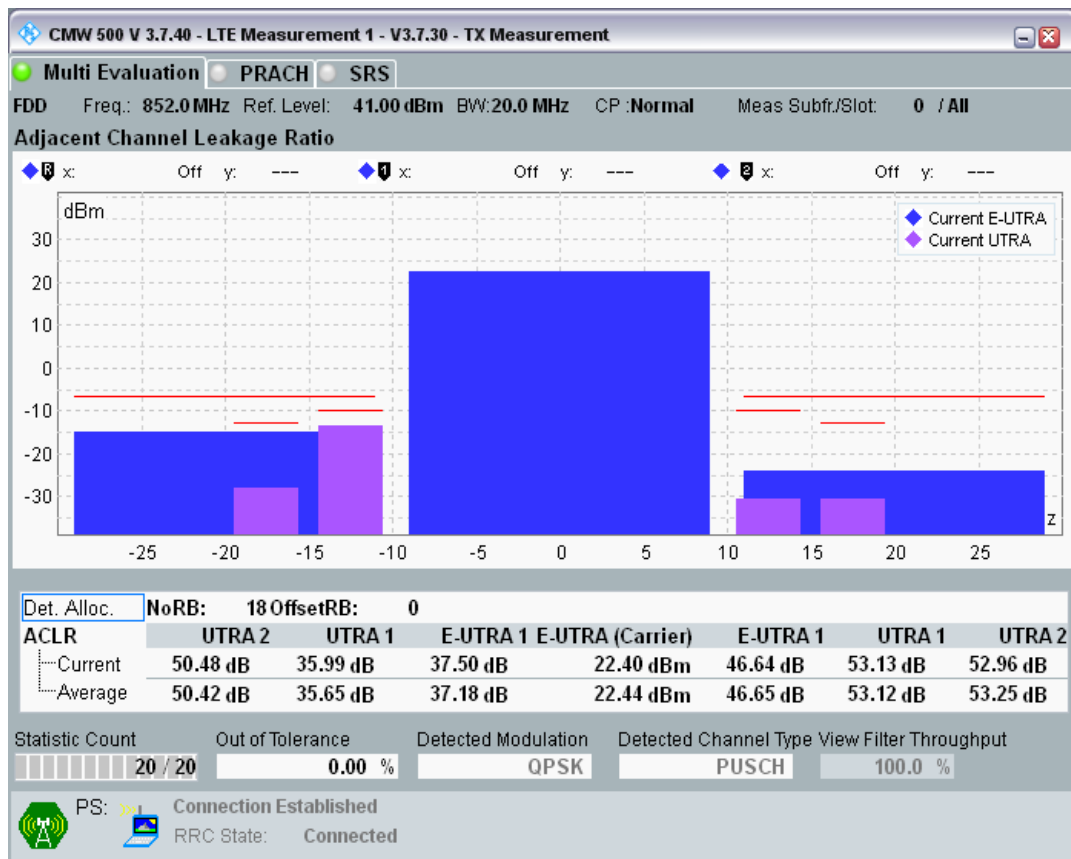 CMW 500 V 3.7.40 - LTE Measurement 1 - V3.7.30 - TX Measurement
Multi Evaluation PRACH SRS
FDD Freq.: 852.0 MHz Ref. Level: 41.00 dBm BW: 20.0 MHz CP :Normal Meas Subfr./Slot: 0 / All
Adjacent Channel Leakage Ratio
R x: Off y: --- 1 x: Off y: --- 2 x: Off y: ---
dBm
Current E-UTRA
Current UTRA
30
20
10
0
-10
-20
-30
z
-25 -20 -15 -10 -5 0 5 10 15 20 25
Det. Alloc. NoRB: 18 OffsetRB: 0
ACLR UTRA 2 UTRA 1 E-UTRA 1 E-UTRA (Carrier) E-UTRA 1 UTRA 1 UTRA 2
Current 50.48 dB 35.99 dB 37.50 dB 22.40 dBm 46.64 dB 53.13 dB 52.96 dB
Average 50.42 dB 35.65 dB 37.18 dB 22.44 dBm 46.65 dB 53.12 dB 53.25 dB
Statistic Count Out of Tolerance Detected Modulation Detected Channel Type View Filter Throughput
20 / 20 0.00 % QPSK PUSCH 100.0 %
PS: Connection Established
RRC State: Connected